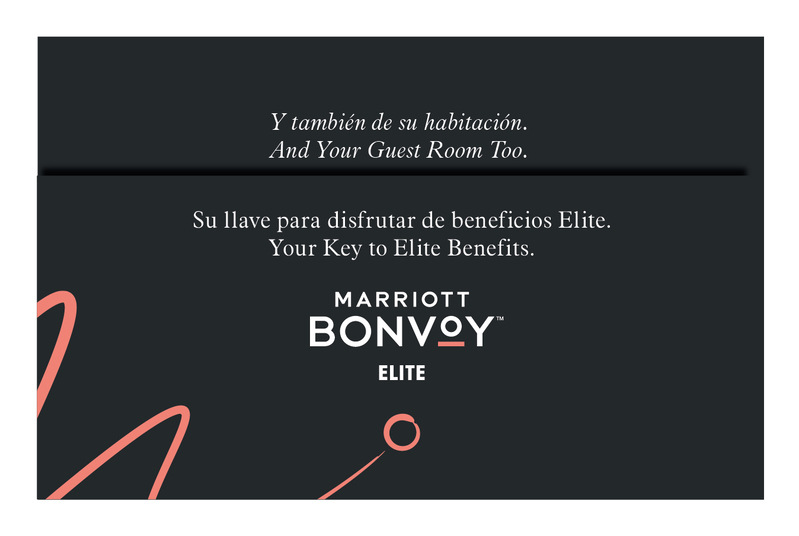 Y también de su habitación.
And Your Guest Room Too.
Su llave para disfrutar de beneficios Elite.
Your Key to Elite Benefits.
MARRIOTT
BONVOY™
ELITE